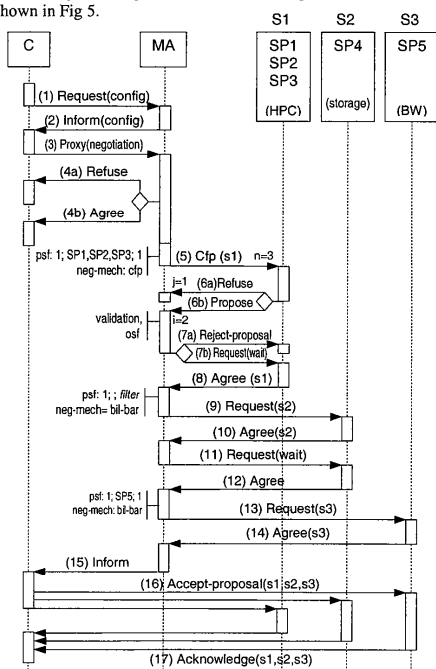 hown in Fig 5.
S1 S2 S3
C MA SP1 SP4 SP5
SP2
SP3
(HPC) (storage) (BW)
(1) Request(config)
(2) Inform(config)
(3) Proxy(negotiation)
(4a) Refuse
(4b) Agree
psf: 1; SP1,SP2,SP3; 1
neg-mech: cfp
(5) Cfp (s1) n=3
j=1 (6a)Refuse
(6b) Propose
validation,
osf
i=2
(7a) Reject-proposal
(7b) Request(wait)
(8) Agree (s1)
psf: 1; ; filter
neg-mech= bil-bar
(9) Request(s2)
(10) Agree(s2)
(11) Request(wait)
(12) Agree
psf: 1; SP5; 1
neg-mech: bil-bar
(13) Request(s3)
(14) Agree(s3)
(15) Inform
(16) Accept-proposal(s1,s2,s3)
(17) Acknowledge(s1,s2,s3)